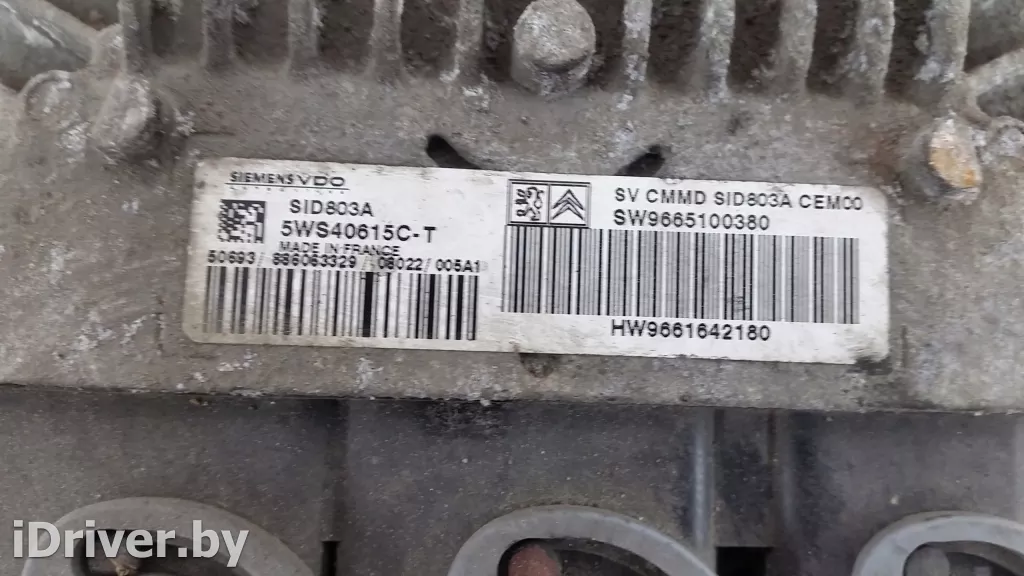 SIEMENS VDO
SID803A
5WS40615C-T
MADE IN FRANCE
50693/886063329/08022/005A1
SV CMMD SID803A CEM00
SW9665100380
HW9661642180
iDriver.by